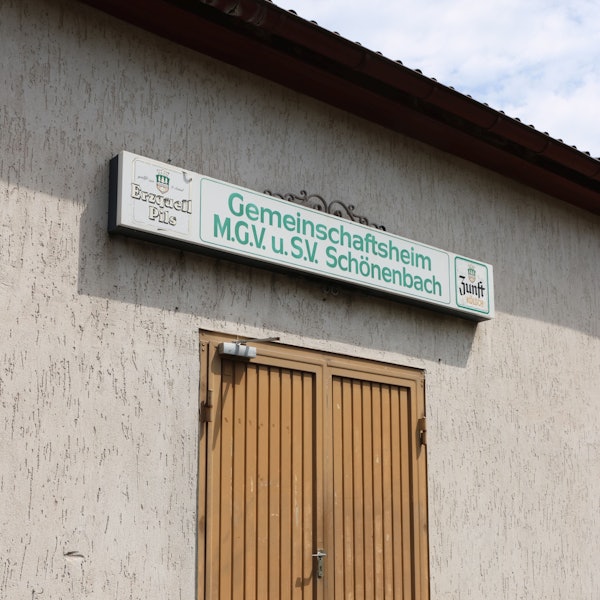 Erzquell
Pils
Gemeinschaftsheim
M.G.V. u. S.V. Schönenbach
Zunft
KÖLSCH